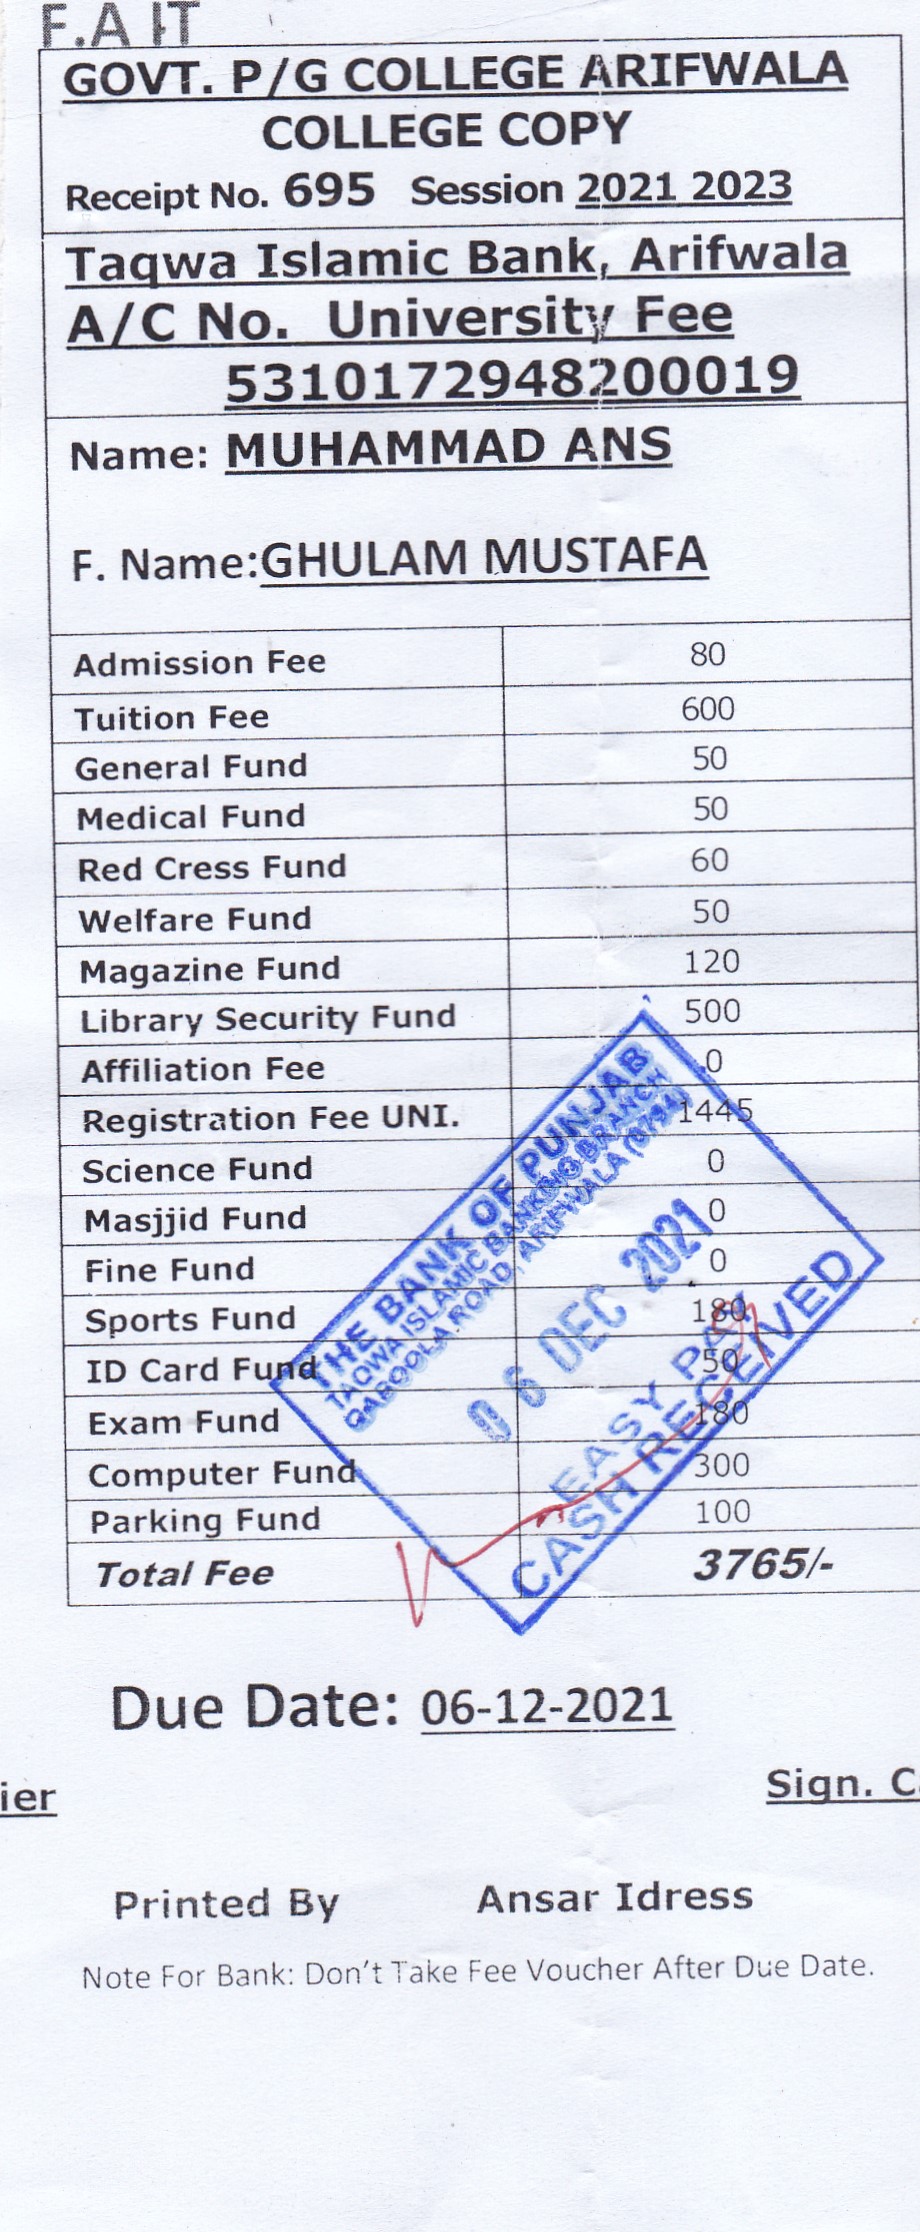 F.A IT
GOVT. P/G COLLEGE ARIFWALA
COLLEGE COPY
Receipt No. 695 Session 2021 2023
Taqwa Islamic Bank, Arifwala
A/C No. University Fee
5310172948200019
Name: MUHAMMAD ANS
F. Name:GHULAM MUSTAFA
Admission Fee 80
Tuition Fee 600
General Fund 50
Medical Fund 50
Red Cress Fund 60
Welfare Fund 50
Magazine Fund 120
Library Security Fund 500
Affiliation Fee 0
Registration Fee UNI. 1445
Science Fund 0
Masjjid Fund 0
Fine Fund 0
Sports Fund 180
ID Card Fund 50
Exam Fund 180
Computer Fund 300
Parking Fund 100
Total Fee 3765/-
THE BANK OF PUNJAB
TAQWA ISLAMIC BANKING BRANCH
QABOOLA ROAD, ARIFWALA (0794)
06 DEC 2021
EASY PAY
CASH RECEIVED
Due Date: 06-12-2021
ier
Sign. C
Printed By Ansar Idress
Note For Bank: Don't Take Fee Voucher After Due Date.